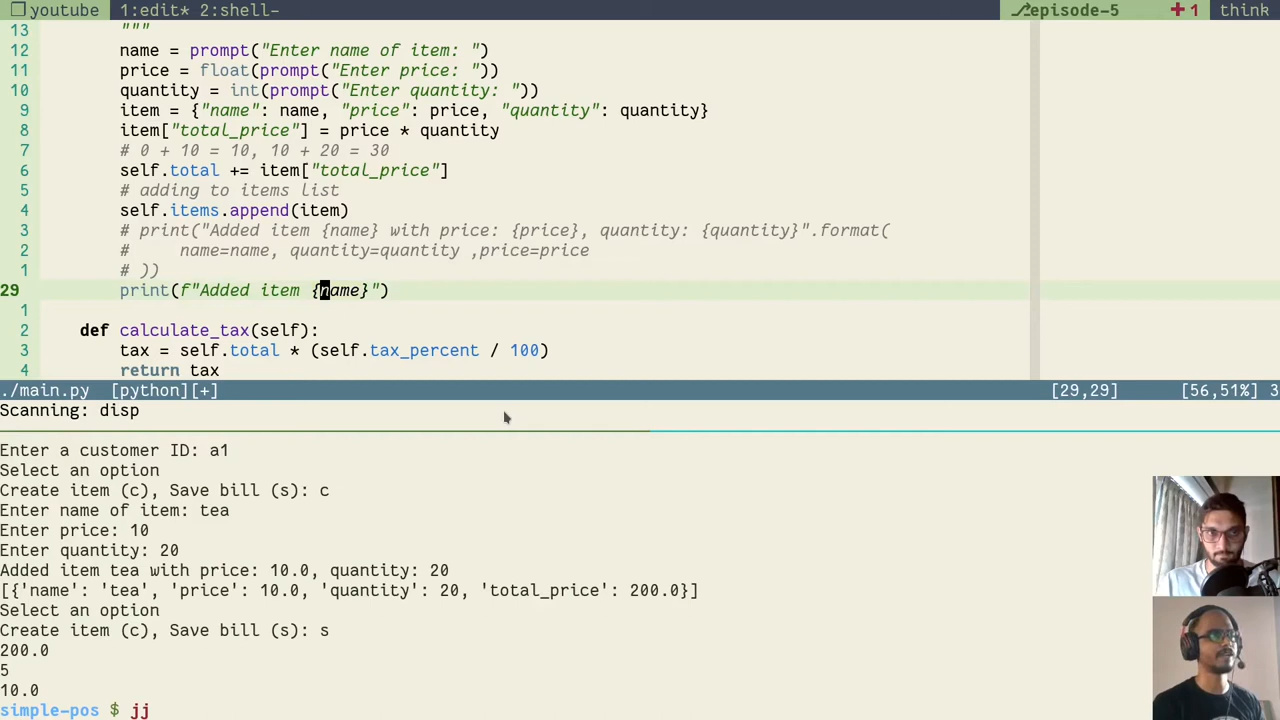 youtube 1:edit* 2:shell- episode-5 +1 think
13 """
12 name = prompt("Enter name of item: ")
11 price = float(prompt("Enter price: "))
10 quantity = int(prompt("Enter quantity: "))
9 item = {"name": name, "price": price, "quantity": quantity}
8 item["total_price"] = price * quantity
7 # 0 + 10 = 10, 10 + 20 = 30
6 self.total += item["total_price"]
5 # adding to items list
4 self.items.append(item)
3 # print("Added item {name} with price: {price}, quantity: {quantity}".format(
2 #     name=name, quantity=quantity ,price=price
1 # ))
29 print(f"Added item {name}")
1
2 def calculate_tax(self):
3 tax = self.total * (self.tax_percent / 100)
4 return tax
./main.py [python][+] [29,29] [56,51%] 3
Scanning: disp
Enter a customer ID: a1
Select an option
Create item (c), Save bill (s): c
Enter name of item: tea
Enter price: 10
Enter quantity: 20
Added item tea with price: 10.0, quantity: 20
[{'name': 'tea', 'price': 10.0, 'quantity': 20, 'total_price': 200.0}]
Select an option
Create item (c), Save bill (s): s
200.0
5
10.0
simple-pos $ jj